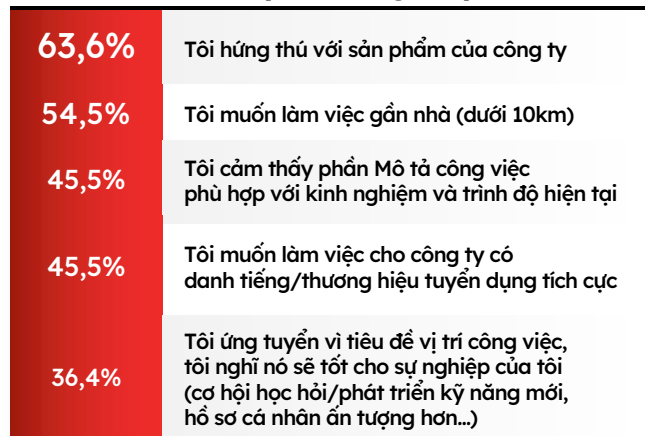 63,6%
Tôi hứng thú với sản phẩm của công ty
54,5%
Tôi muốn làm việc gần nhà (dưới 10km)
45,5%
Tôi cảm thấy phần Mô tả công việc
phù hợp với kinh nghiệm và trình độ hiện tại
45,5%
Tôi muốn làm việc cho công ty có
danh tiếng/thương hiệu tuyển dụng tích cực
36,4%
Tôi ứng tuyển vì tiêu đề vị trí công việc,
tôi nghĩ nó sẽ tốt cho sự nghiệp của tôi
(cơ hội học hỏi/phát triển kỹ năng mới,
hồ sơ cá nhân ấn tượng hơn...)